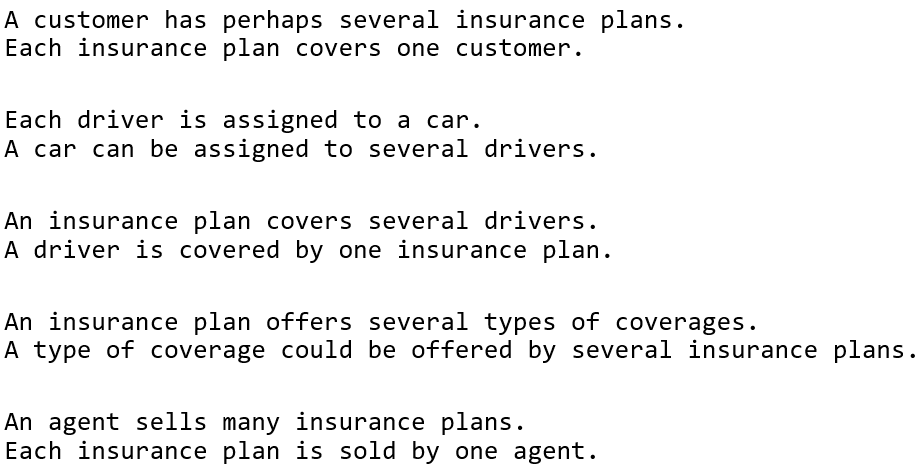 A customer has perhaps several insurance plans.
Each insurance plan covers one customer.
Each driver is assigned to a car.
A car can be assigned to several drivers.
An insurance plan covers several drivers.
A driver is covered by one insurance plan.
An insurance plan offers several types of coverages.
A type of coverage could be offered by several insurance plans.
An agent sells many insurance plans.
Each insurance plan is sold by one agent.